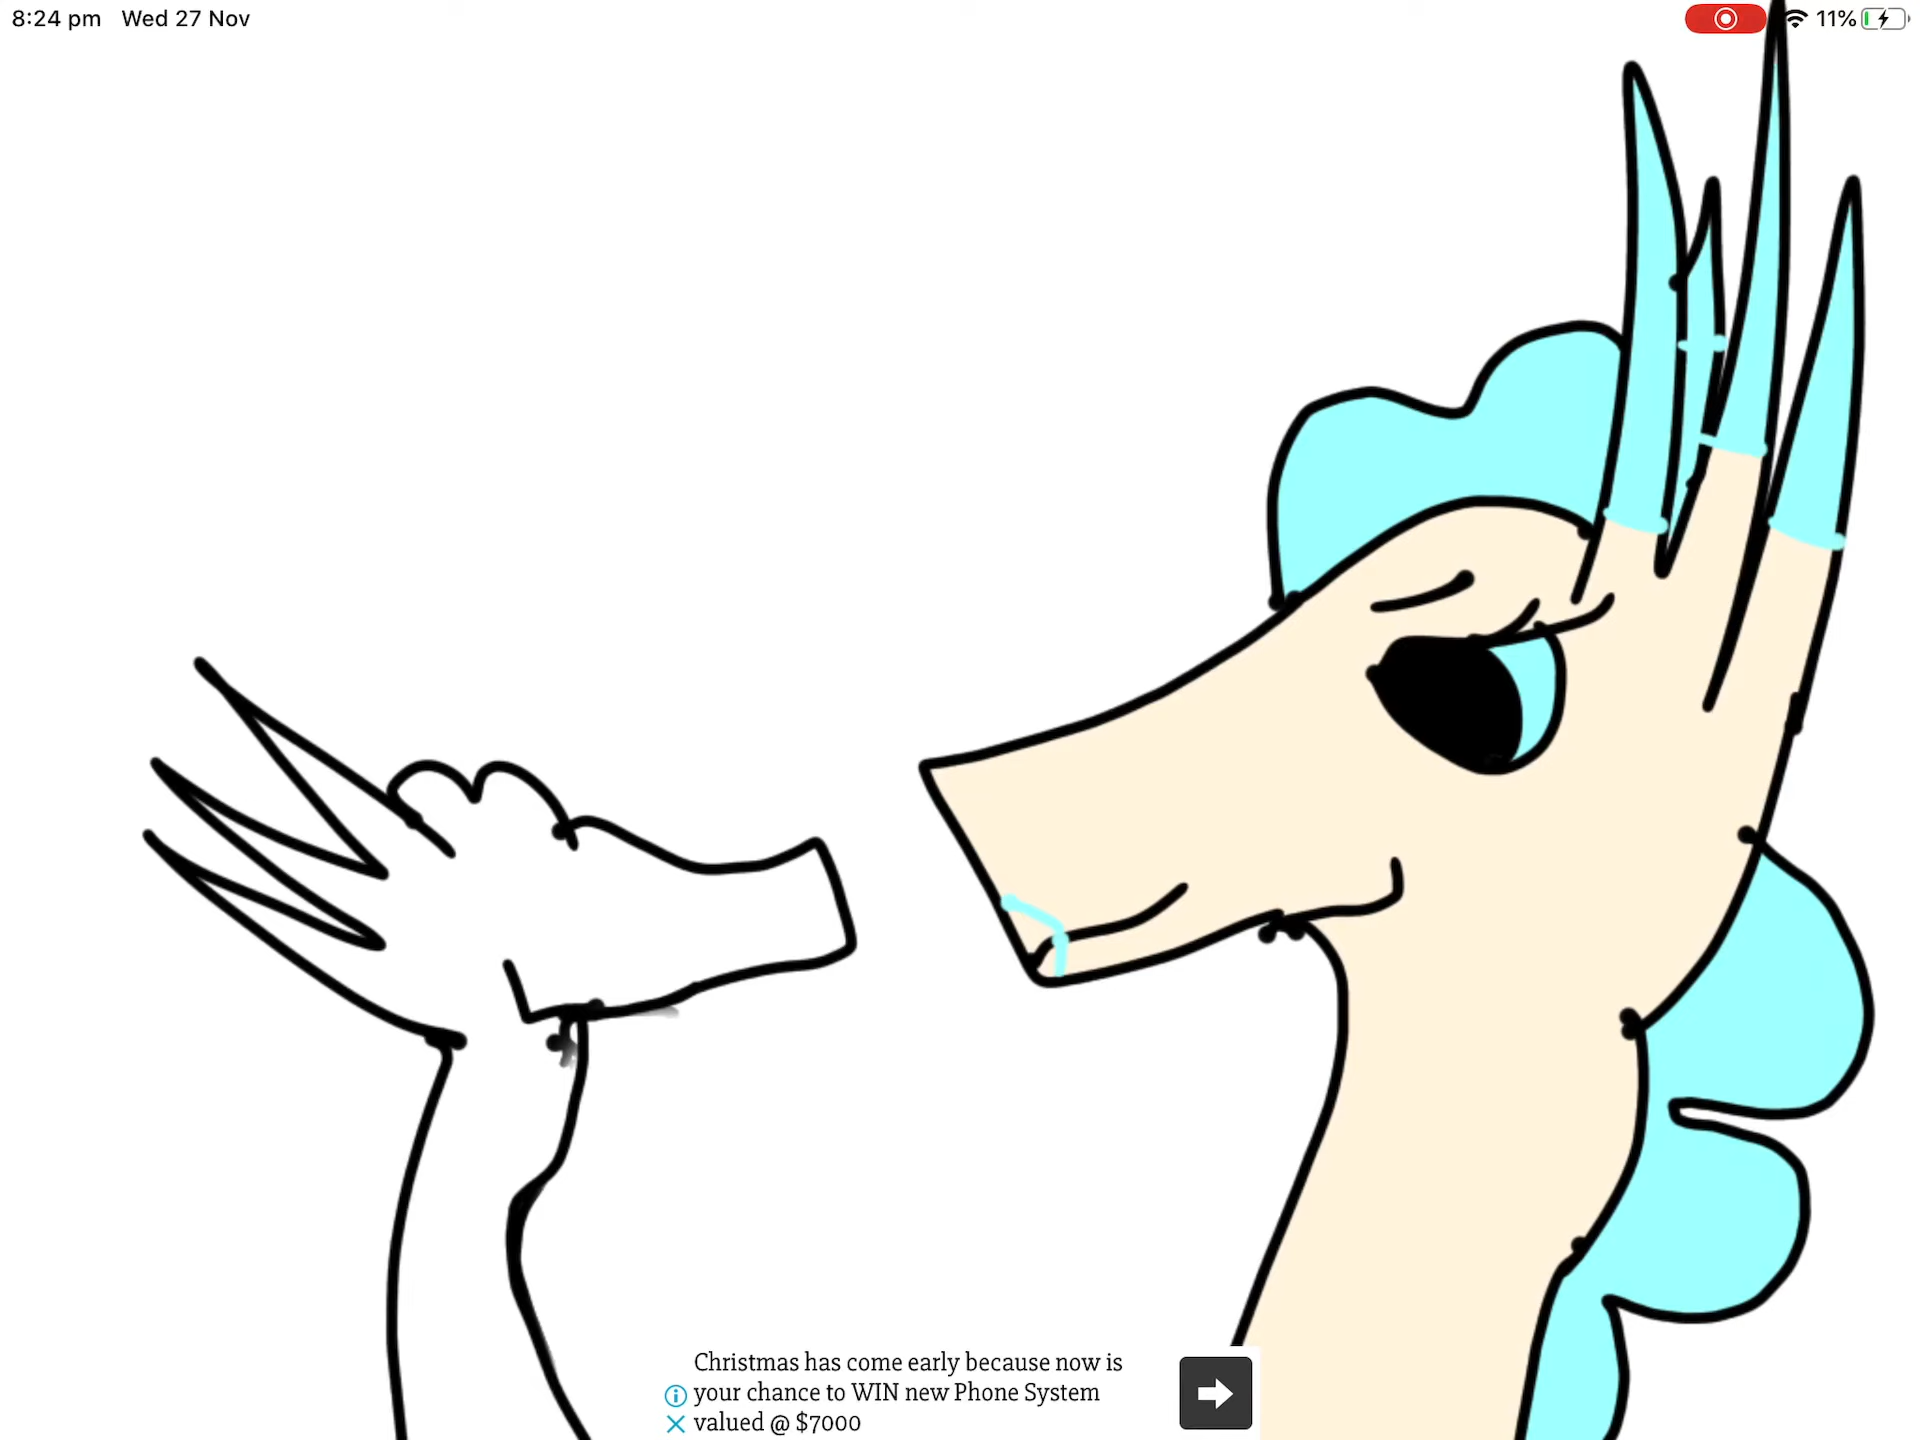 8:24 pm Wed 27 Nov 11%
Christmas has come early because now is
your chance to WIN new Phone System
valued @ $7000